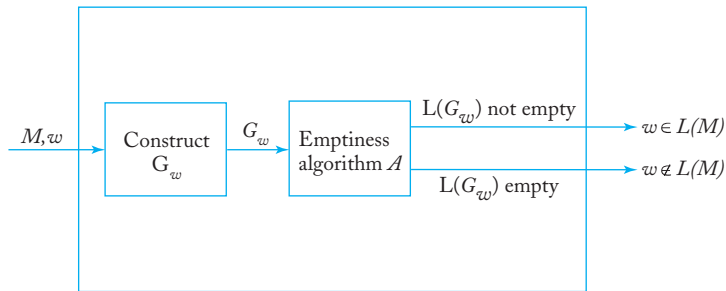 M, w
Construct
G_w
G_w
Emptiness
algorithm A
L(G_w) not empty
L(G_w) empty
w ∈ L(M)
w ∉ L(M)